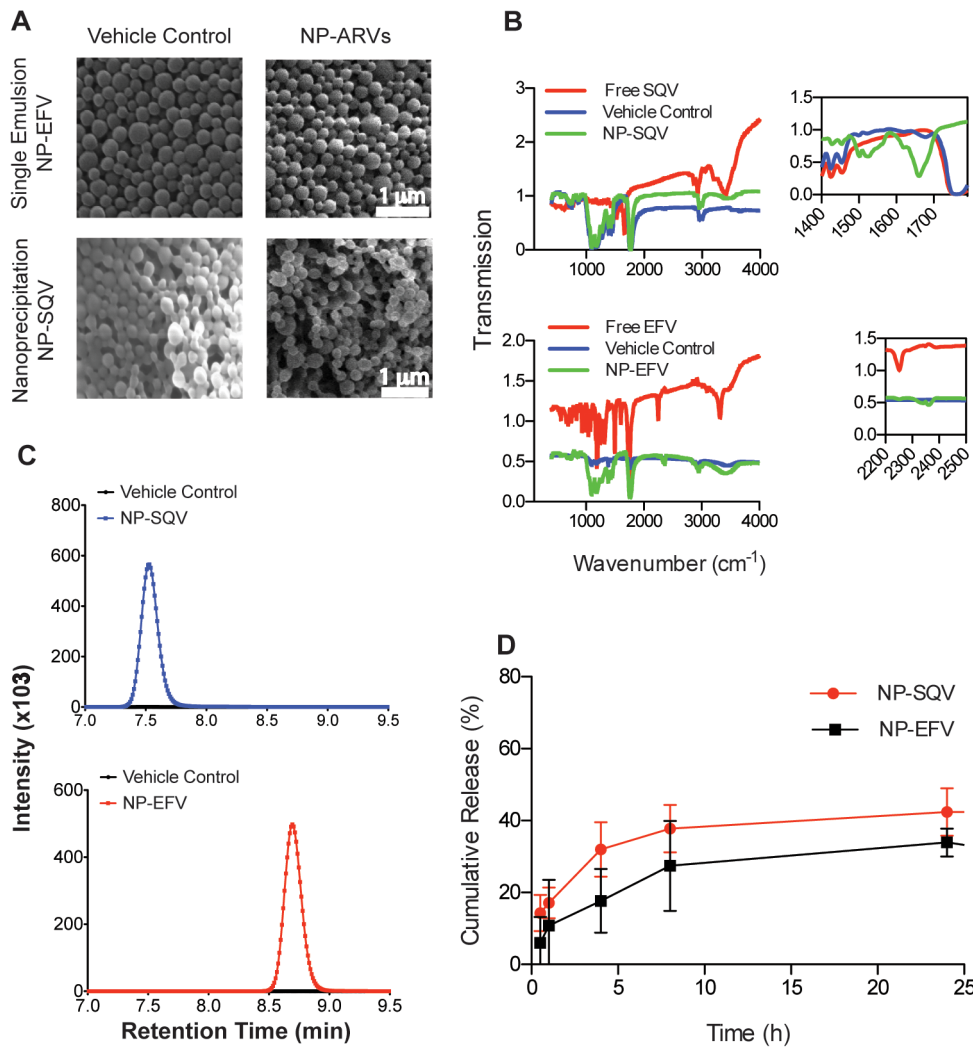 A
Vehicle Control
NP-ARVs
Single Emulsion
NP-EFV
1 μm
Nanoprecipitation
NP-SQV
1 μm
B
Transmission
3
2
1
0
Free SQV
Vehicle Control
NP-SQV
1000
2000
3000
4000
1.5
1.0
0.5
0.0
1400
1500
1600
1700
2.0
1.5
1.0
0.5
0.0
Free EFV
Vehicle Control
NP-EFV
1000
2000
3000
4000
1.5
1.0
0.5
0.0
2200
2300
2400
2500
Wavenumber (cm⁻¹)
C
Intensity (x103)
Vehicle Control
NP-SQV
800
600
400
200
0
7.0
7.5
8.0
8.5
9.0
9.5
Vehicle Control
NP-EFV
600
400
200
0
7.0
7.5
8.0
8.5
9.0
9.5
Retention Time (min)
D
Cumulative Release (%)
80
60
40
20
0
NP-SQV
NP-EFV
0
5
10
15
20
25
Time (h)